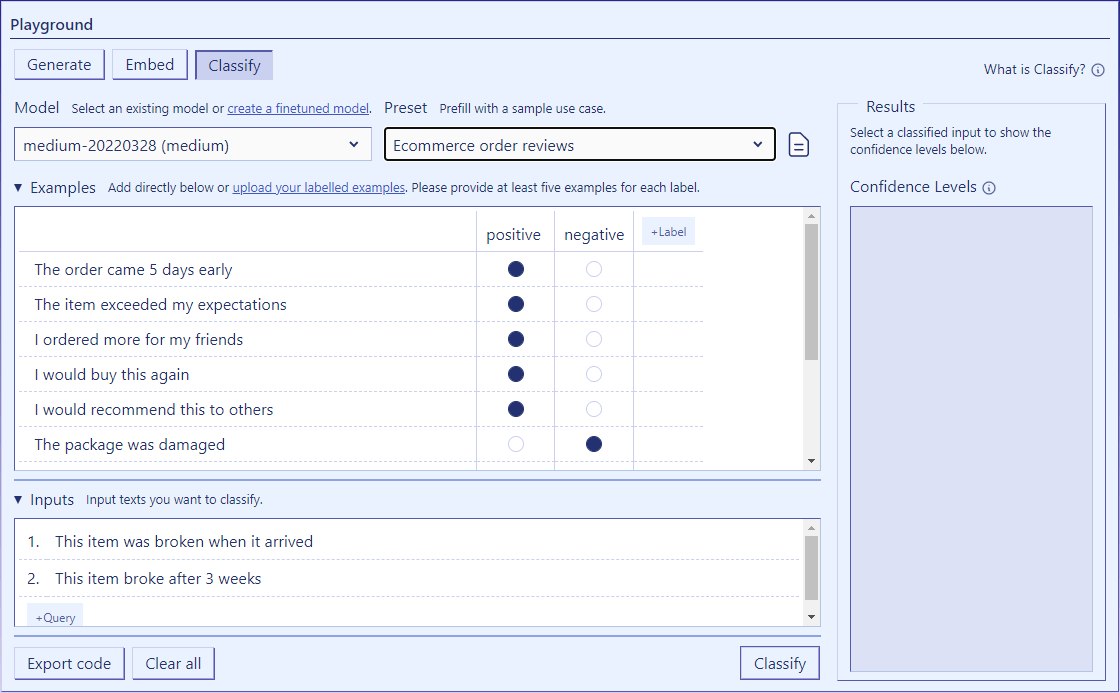 Playground
Generate Embed Classify
What is Classify?
Model Select an existing model or create a finetuned model. Preset Prefill with a sample use case.
medium-20220328 (medium) Ecommerce order reviews
Examples Add directly below or upload your labelled examples. Please provide at least five examples for each label.
positive negative +Label
The order came 5 days early
The item exceeded my expectations
I ordered more for my friends
I would buy this again
I would recommend this to others
The package was damaged
Inputs Input texts you want to classify.
1. This item was broken when it arrived
2. This item broke after 3 weeks
+Query
Export code Clear all Classify
Results
Select a classified input to show the
confidence levels below.
Confidence Levels